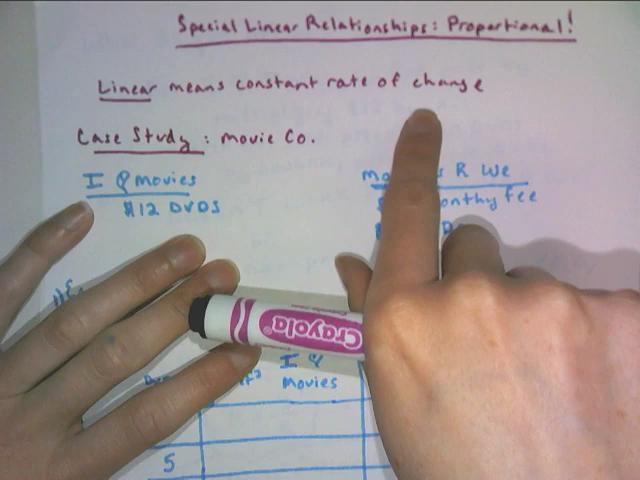 Special Linear Relationships: Proportional!
Linear means constant rate of change
Case Study: Movie Co.
I & Movies
$12 DVDS
R We
onthy fee
Crayola
I &
Movies
5